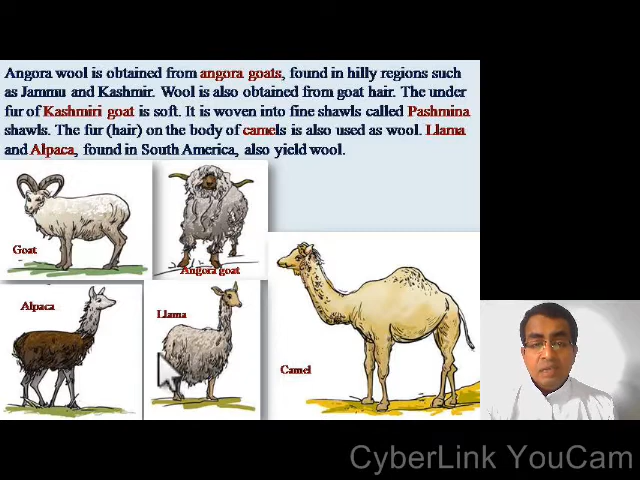 Angora wool is obtained from angora goats, found in hilly regions such
as Jammu and Kashmir. Wool is also obtained from goat hair. The under
fur of Kashmiri goat is soft. It is woven into fine shawls called Pashmina
shawls. The fur (hair) on the body of camels is also used as wool. Llama
and Alpaca, found in South America, also yield wool.
Goat
Angora goat
Alpaca
Llama
Camel
CyberLink YouCam